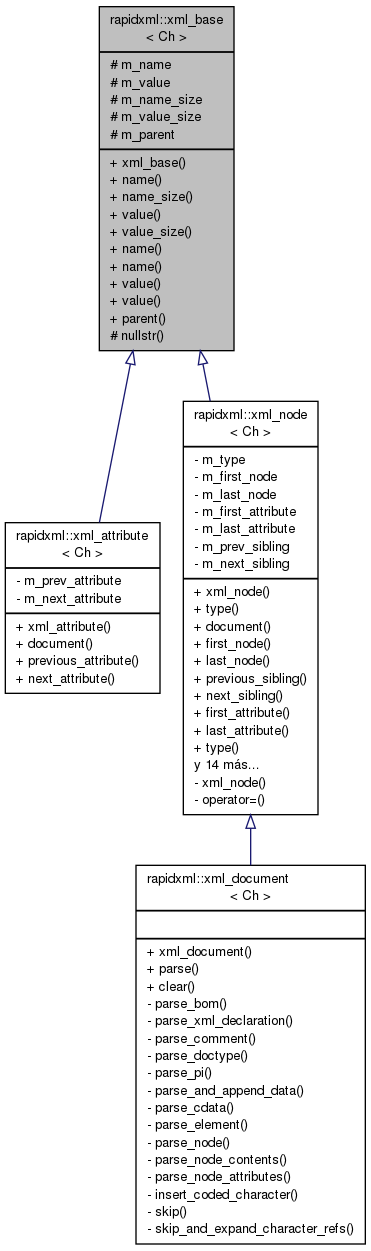 rapidxml::xml_base
< Ch >
# m_name
# m_value
# m_name_size
# m_value_size
# m_parent
+ xml_base()
+ name()
+ name_size()
+ value()
+ value_size()
+ name()
+ name()
+ value()
+ value()
+ parent()
# nullstr()
rapidxml::xml_node
< Ch >
- m_type
- m_first_node
- m_last_node
- m_first_attribute
- m_last_attribute
- m_prev_sibling
- m_next_sibling
+ xml_node()
+ type()
+ document()
+ first_node()
+ last_node()
+ previous_sibling()
+ next_sibling()
+ first_attribute()
+ last_attribute()
+ type()
y 14 más...
- xml_node()
- operator=()
rapidxml::xml_attribute
< Ch >
- m_prev_attribute
- m_next_attribute
+ xml_attribute()
+ document()
+ previous_attribute()
+ next_attribute()
rapidxml::xml_document
< Ch >
+ xml_document()
+ parse()
+ clear()
- parse_bom()
- parse_xml_declaration()
- parse_comment()
- parse_doctype()
- parse_pi()
- parse_and_append_data()
- parse_cdata()
- parse_element()
- parse_node()
- parse_node_contents()
- parse_node_attributes()
- insert_coded_character()
- skip()
- skip_and_expand_character_refs()